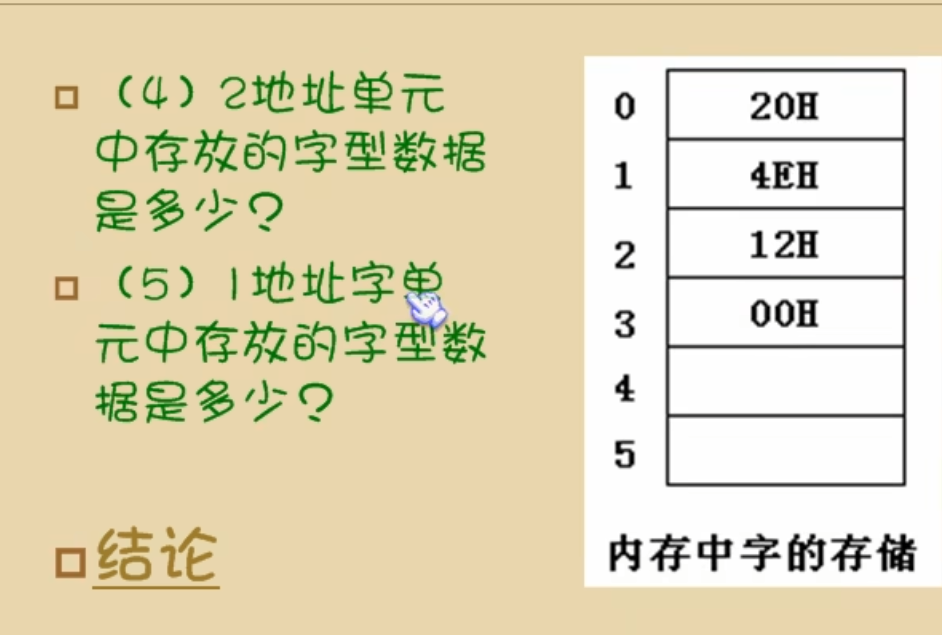 （4）2地址单元
中存放的字型数据
是多少？
（5）1地址字单
元中存放的字型数
据是多少？
结论
0 20H
1 4EH
2 12H
3 00H
4
5
内存中字的存储